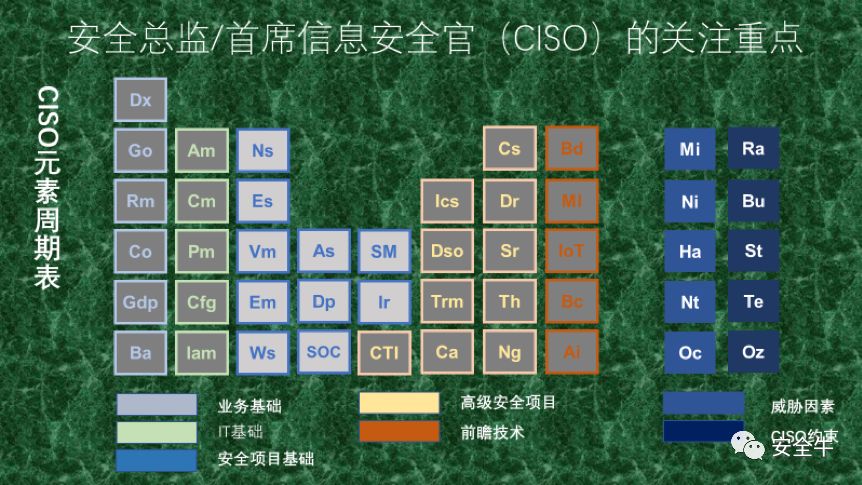 安全总监/首席信息安全官（CISO）的关注重点
CISO元素周期表
Dx
Go Am Ns Cs Bd Mi Ra
Rm Cm Es Ics Dr Ml Ni Bu
Co Pm Vm As SM Dso Sr IoT Ha St
Gdp Cfg Em Dp Ir Trm Th Bc Nt Te
Ba Iam Ws SOC CTI Ca Ng Ai Oc Oz
业务基础 高级安全项目 威胁因素
IT基础 前瞻技术 CISO约束
安全项目基础
安全牛